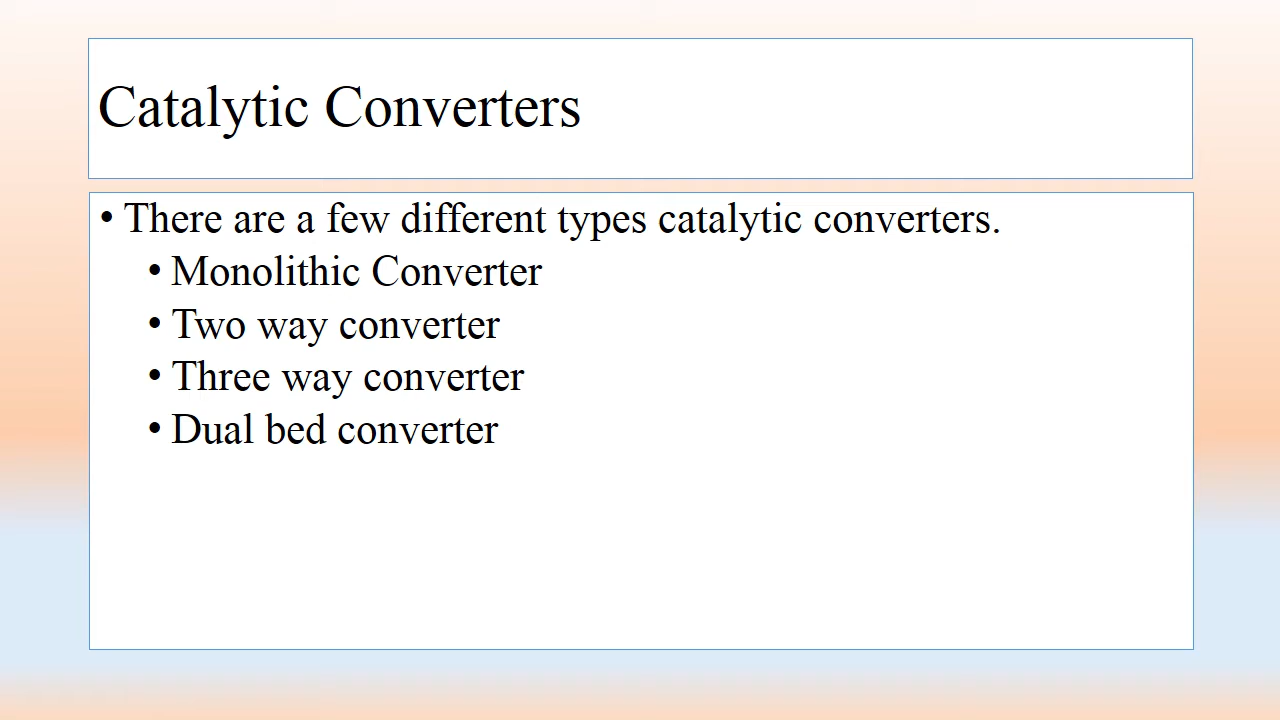 Catalytic Converters
• There are a few different types catalytic converters.
• Monolithic Converter
• Two way converter
• Three way converter
• Dual bed converter